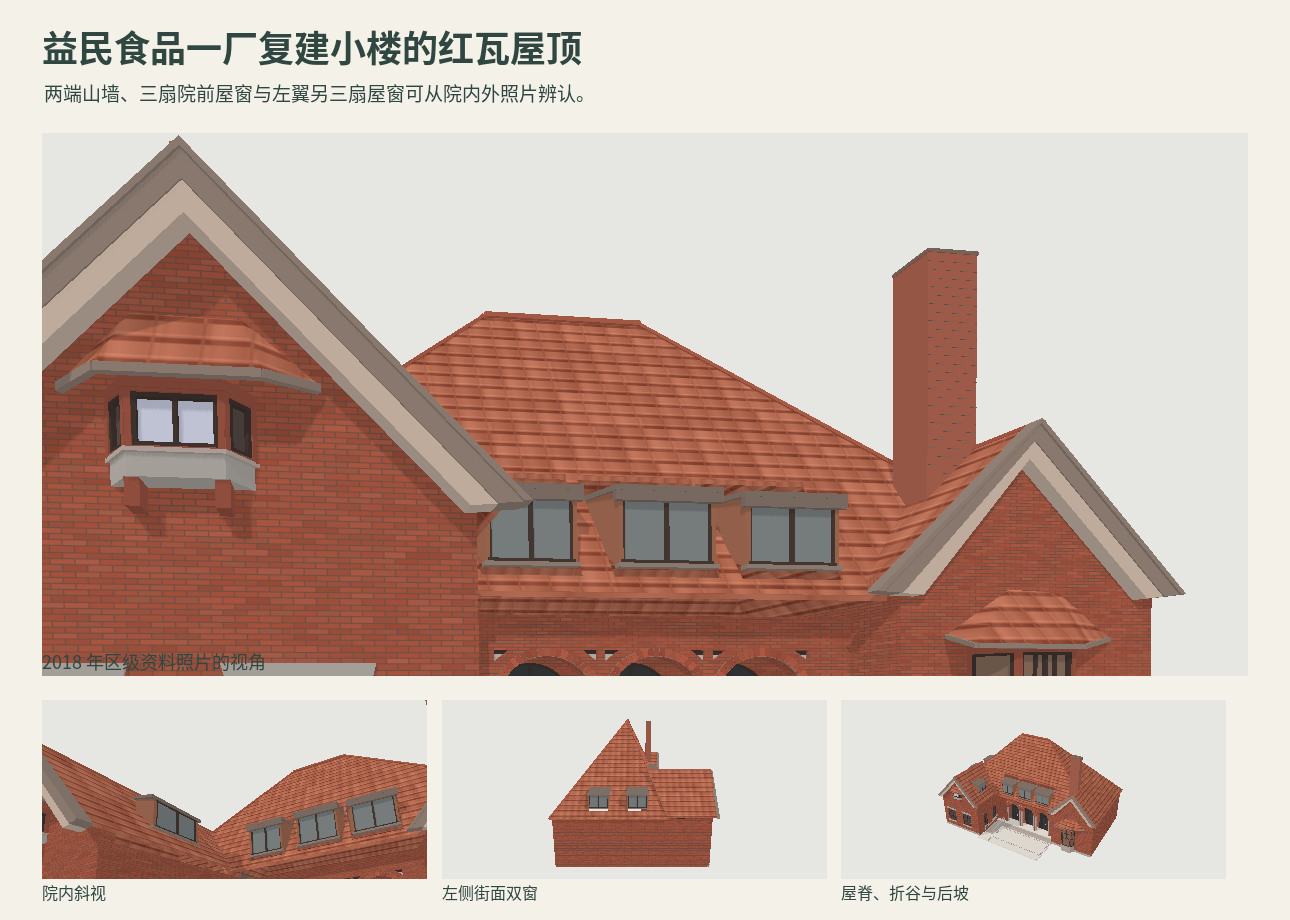 益民食品一厂复建小楼的红瓦屋顶
两端山墙、三扇院前屋窗与左翼另三扇屋窗可从院内外照片辨认。
2018 年区级资料照片的视角
院内斜视
左侧街面双窗
屋脊、折谷与后坡